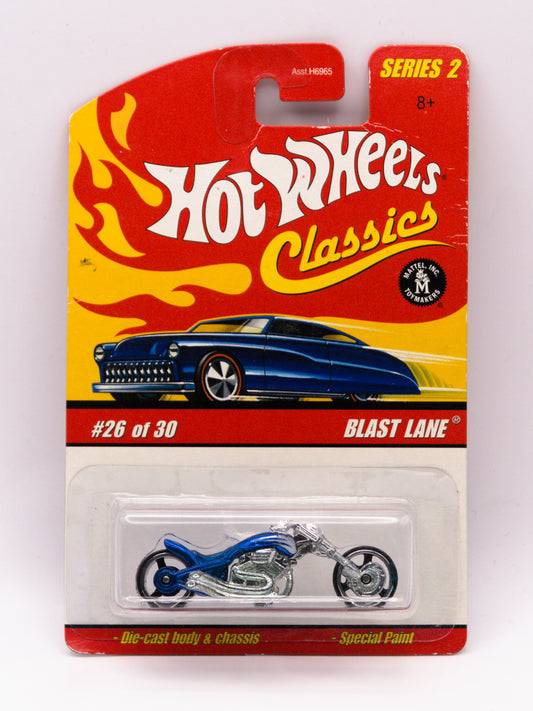 Asst.H6965
SERIES 2
8+
HOT WHEELS®
Classics
MATTEL, INC.
M
TOYMAKERS
#26 of 30
BLAST LANE
- Die-cast body & chassis
- Special Paint